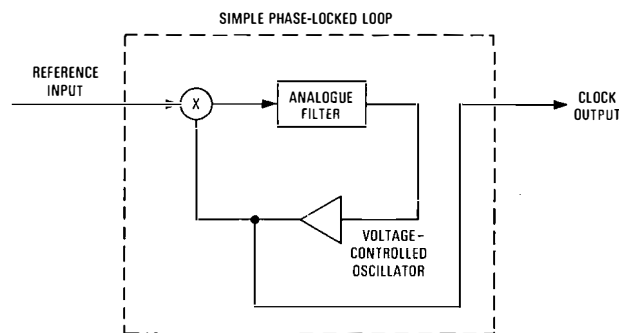 SIMPLE PHASE-LOCKED LOOP
REFERENCE
INPUT
X
ANALOGUE
FILTER
CLOCK
OUTPUT
VOLTAGE-
CONTROLLED
OSCILLATOR